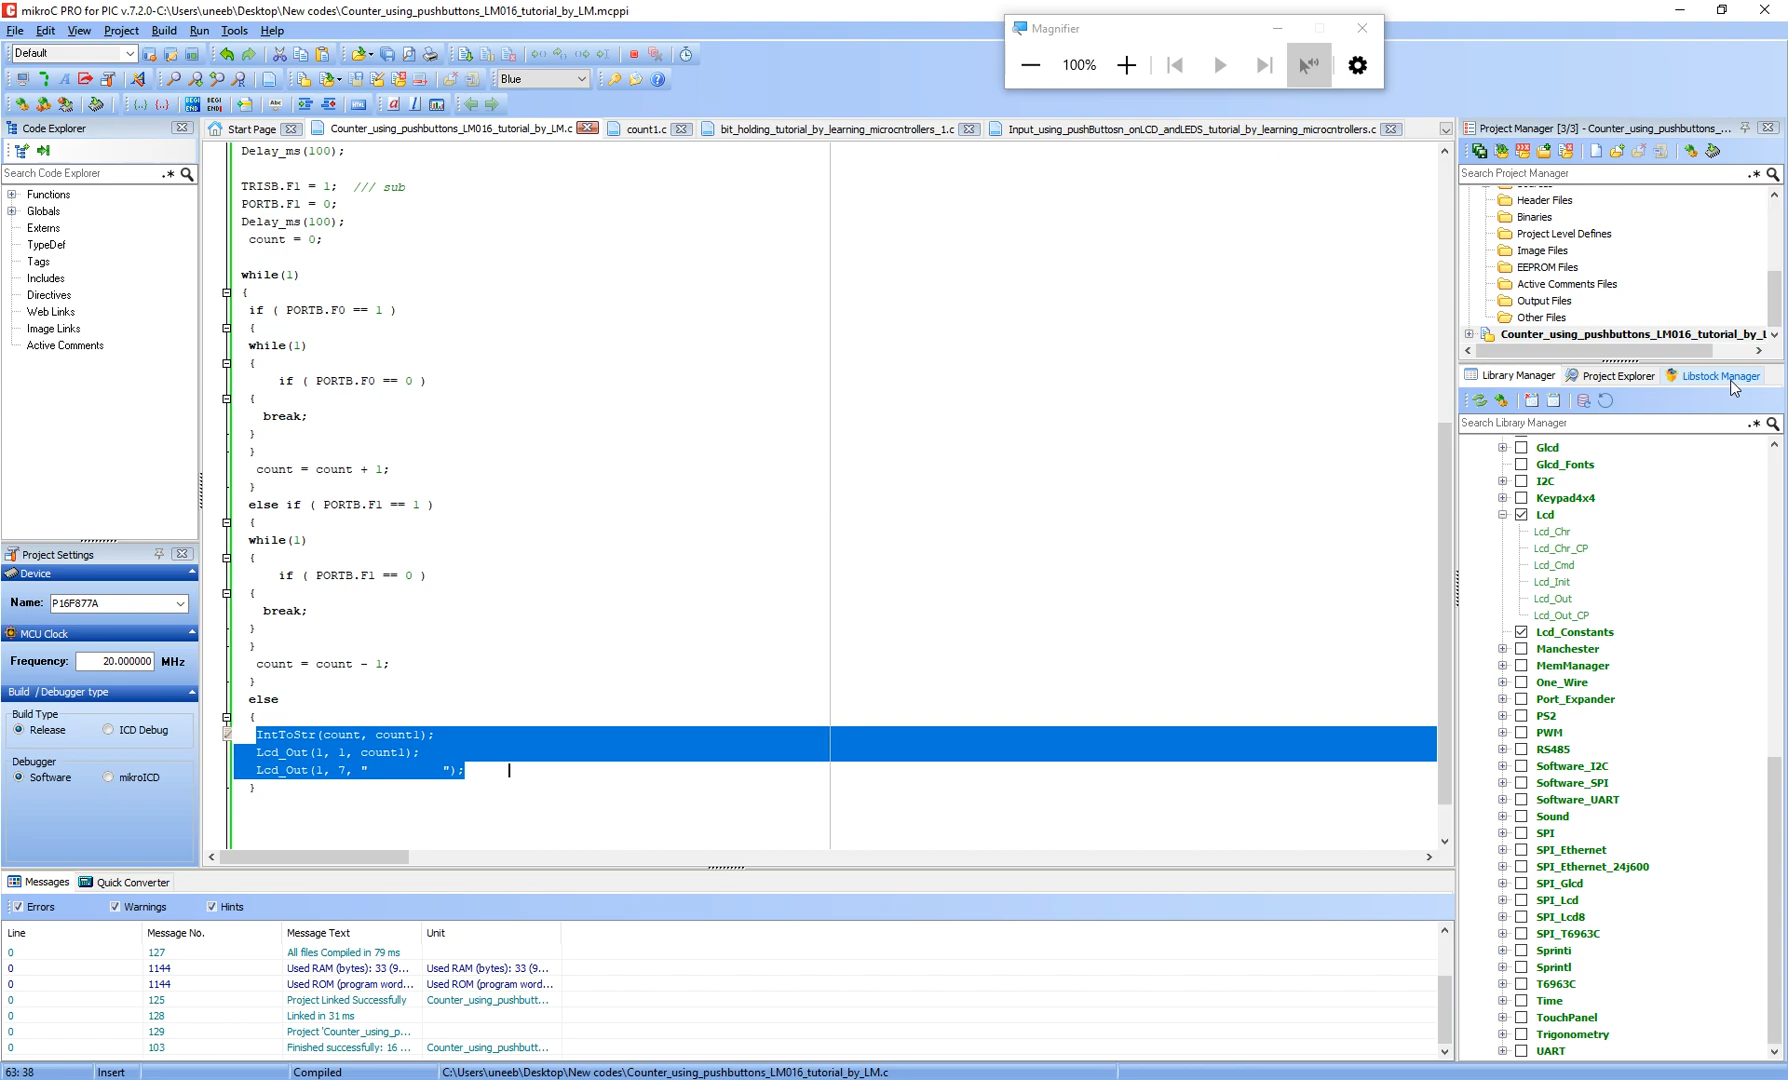 mikroC PRO for PIC v.7.2.0-C:\Users\uneeb\Desktop\New codes\Counter_using_pushbuttons_LM016_tutorial_by_LM.mcppi
File Edit View Project Build Run Tools Help
Magnifier
100%
Default
Blue
Code Explorer
Start Page
Counter_using_pushbuttons_LM016_tutorial_by_LM.c
count1.c
bit_holding_tutorial_by_learning_microcntrollers_1.c
Input_using_pushButtosn_onLCD_andLEDS_tutorial_by_learning_microcntrollers.c
Project Manager [3/3] - Counter_using_pushbuttons_...
Search Code Explorer
Functions
Globals
Externs
TypeDef
Tags
Includes
Directives
Web Links
Image Links
Active Comments
Project Settings
Device
Name: P16F877A
MCU Clock
Frequency: 20.000000 MHz
Build / Debugger type
Build Type
Release ICD Debug
Debugger
Software mikroICD
Delay_ms(100);
TRISB.F1 = 1; /// sub
PORTB.F1 = 0;
Delay_ms(100);
count = 0;
while(1)
{
if ( PORTB.F0 == 1 )
{
while(1)
{
if ( PORTB.F0 == 0 )
{
break;
}
}
count = count + 1;
}
else if ( PORTB.F1 == 1 )
{
while(1)
{
if ( PORTB.F1 == 0 )
{
break;
}
}
count = count - 1;
}
else
{
IntToStr(count, count1);
Lcd_Out(1, 1, count1);
Lcd_Out(1, 7, "          ");
}
Search Project Manager
Header Files
Binaries
Project Level Defines
Image Files
EEPROM Files
Active Comments Files
Output Files
Other Files
Counter_using_pushbuttons_LM016_tutorial_by_L
Library Manager Project Explorer Libstock Manager
Search Library Manager
Glcd
Glcd_Fonts
I2C
Keypad4x4
Lcd
Lcd_Chr
Lcd_Chr_CP
Lcd_Cmd
Lcd_Init
Lcd_Out
Lcd_Out_CP
Lcd_Constants
Manchester
MemManager
One_Wire
Port_Expander
PS2
PWM
RS485
Software_I2C
Software_SPI
Software_UART
Sound
SPI
SPI_Ethernet
SPI_Ethernet_24j600
SPI_Glcd
SPI_Lcd
SPI_Lcd8
SPI_T6963C
Sprinti
Sprintl
T6963C
Time
TouchPanel
Trigonometry
UART
Messages Quick Converter
Errors Warnings Hints
Line Message No. Message Text Unit
0 127 All files Compiled in 79 ms
0 1144 Used RAM (bytes): 33 (9... Used RAM (bytes): 33 (9...
0 1144 Used ROM (program word... Used ROM (program word...
0 125 Project Linked Successfully Counter_using_pushbutt...
0 128 Linked in 31 ms
0 129 Project 'Counter_using_p...
0 103 Finished successfully: 16 ... Counter_using_pushbutt...
63: 38 Insert Compiled C:\Users\uneeb\Desktop\New codes\Counter_using_pushbuttons_LM016_tutorial_by_LM.c